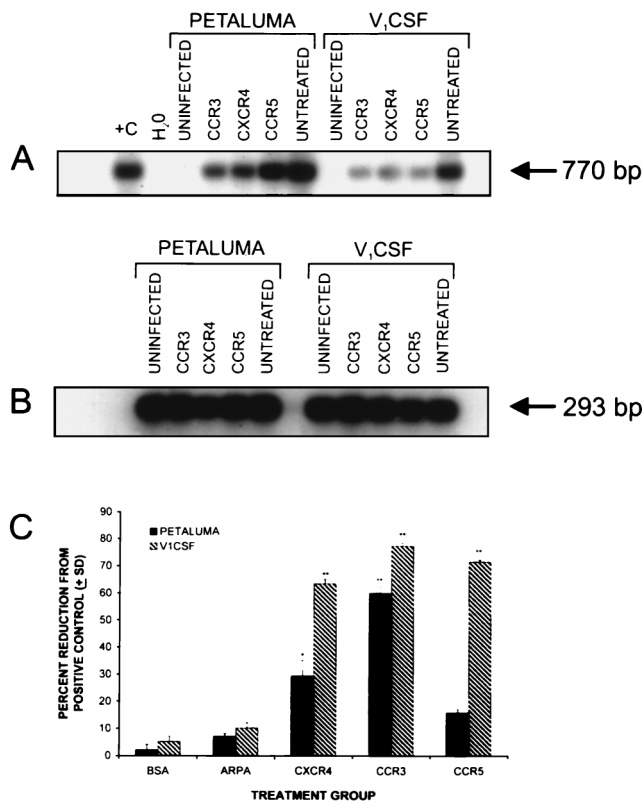 A
PETALUMA
V₁CSF
+C
H₂0
UNINFECTED
CCR3
CXCR4
CCR5
UNTREATED
UNINFECTED
CCR3
CXCR4
CCR5
UNTREATED
770 bp
B
PETALUMA
V₁CSF
UNINFECTED
CCR3
CXCR4
CCR5
UNTREATED
UNINFECTED
CCR3
CXCR4
CCR5
UNTREATED
293 bp
C
PERCENT REDUCTION FROM
POSITIVE CONTROL (± SD)
90
80
70
60
50
40
30
20
10
0
PETALUMA
V1CSF
*
**
**
**
**
BSA
ARPA
CXCR4
CCR3
CCR5
TREATMENT GROUP